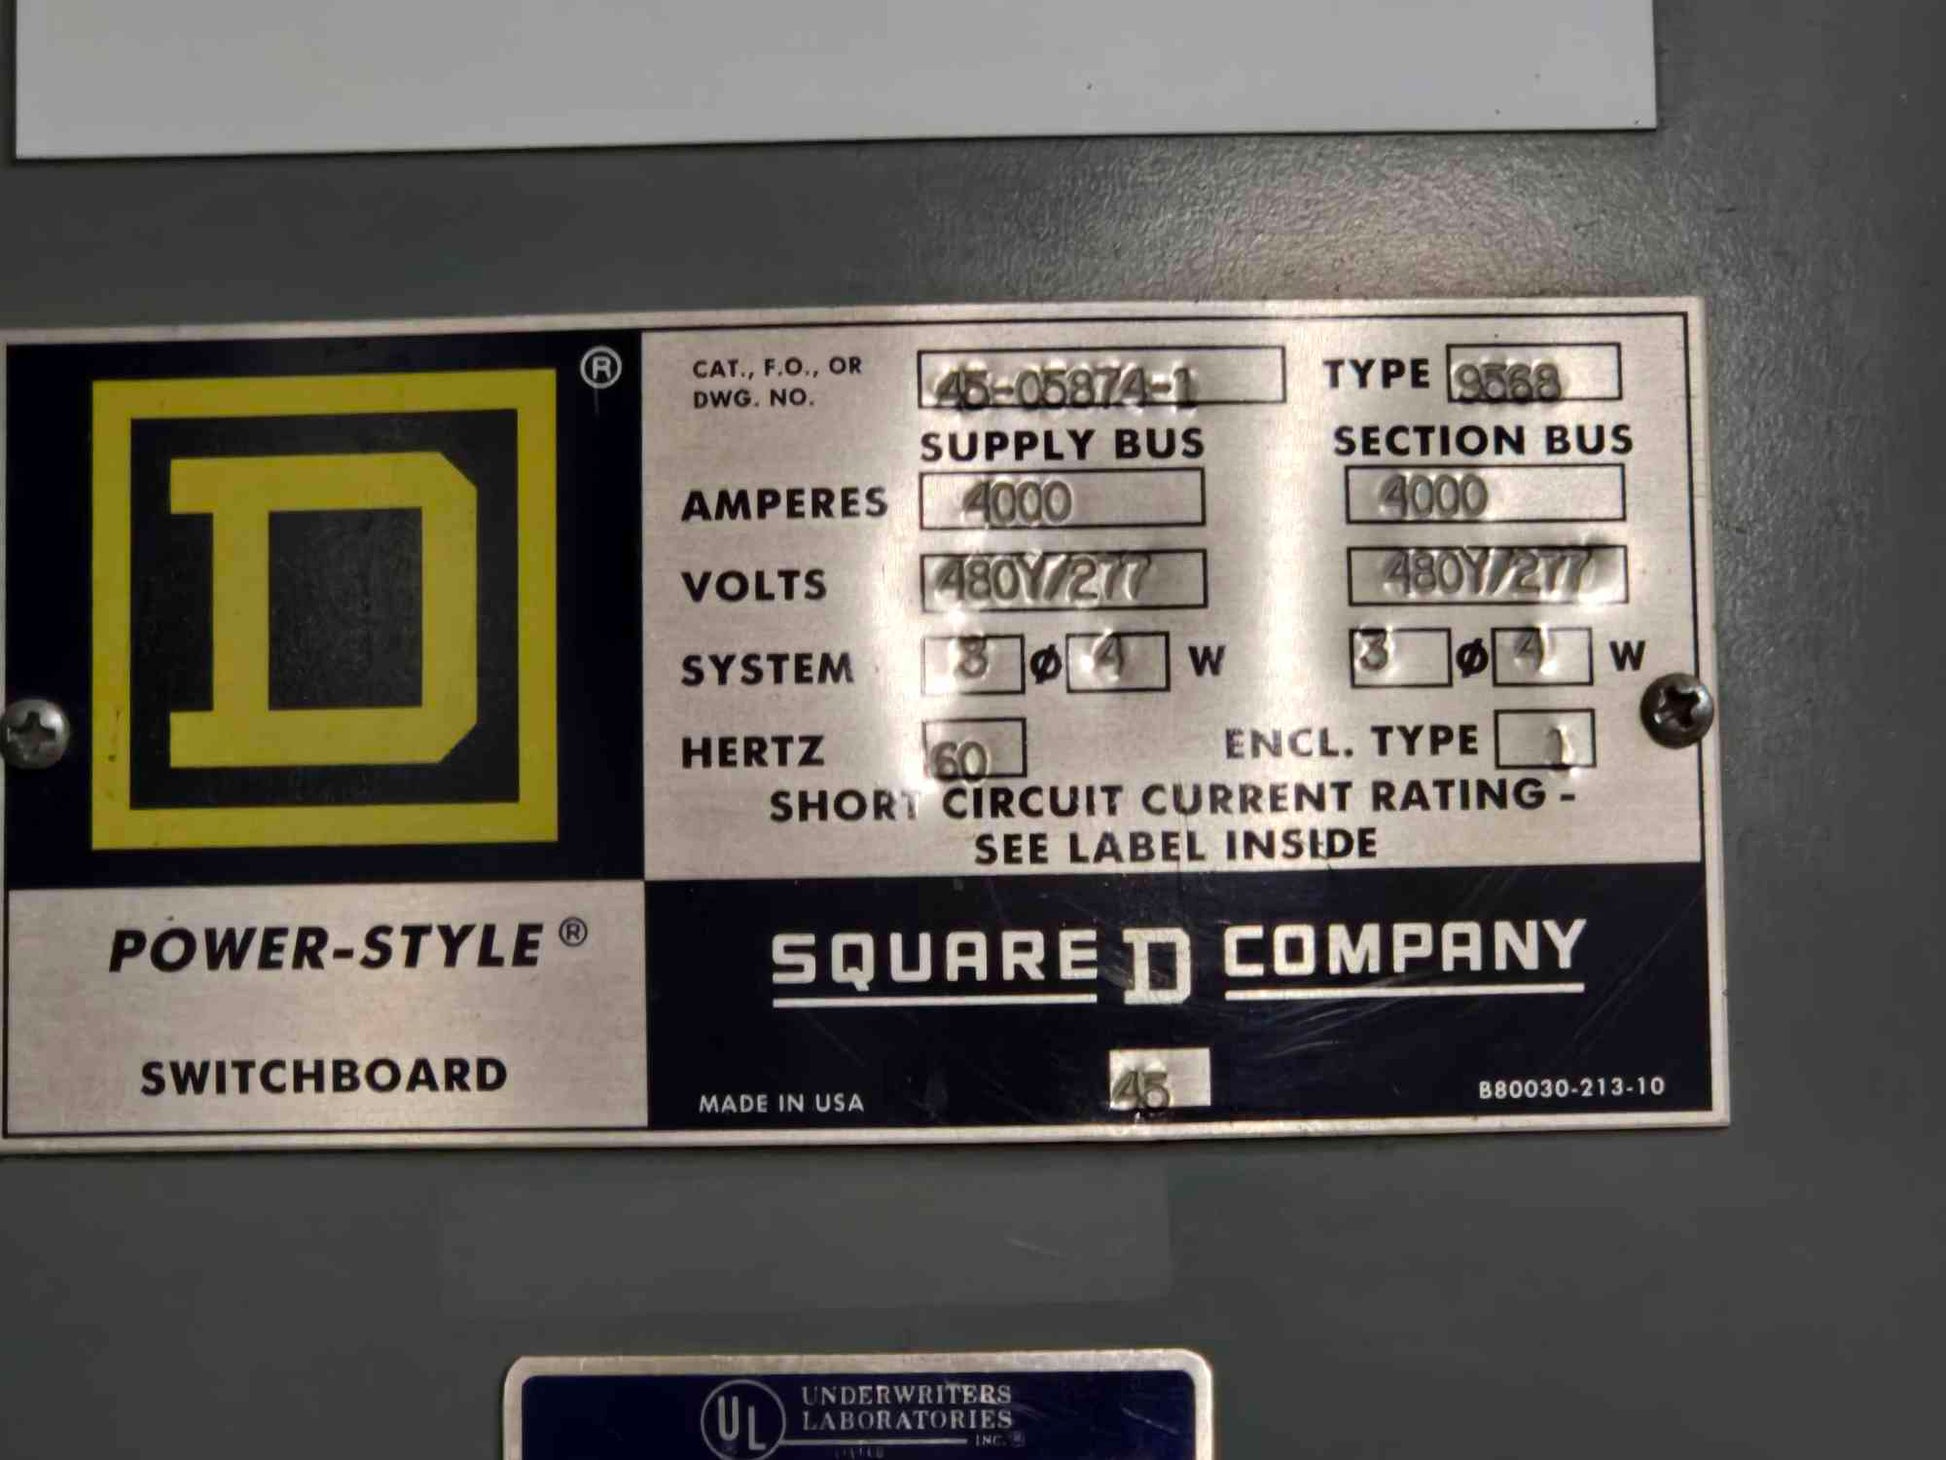 CAT., F.O., OR
DWG. NO. 45-05874-1 TYPE 9568
SUPPLY BUS SECTION BUS
AMPERES 4000 4000
VOLTS 480Y/277 480Y/277
SYSTEM 3 ø 4 W 3 ø 4 W
HERTZ 60 ENCL. TYPE 1
SHORT CIRCUIT CURRENT RATING -
SEE LABEL INSIDE
D ®
POWER-STYLE ®
SWITCHBOARD
SQUARE D COMPANY
MADE IN USA 45 B80030-213-10
UL UNDERWRITERS
LABORATORIES
INC.®